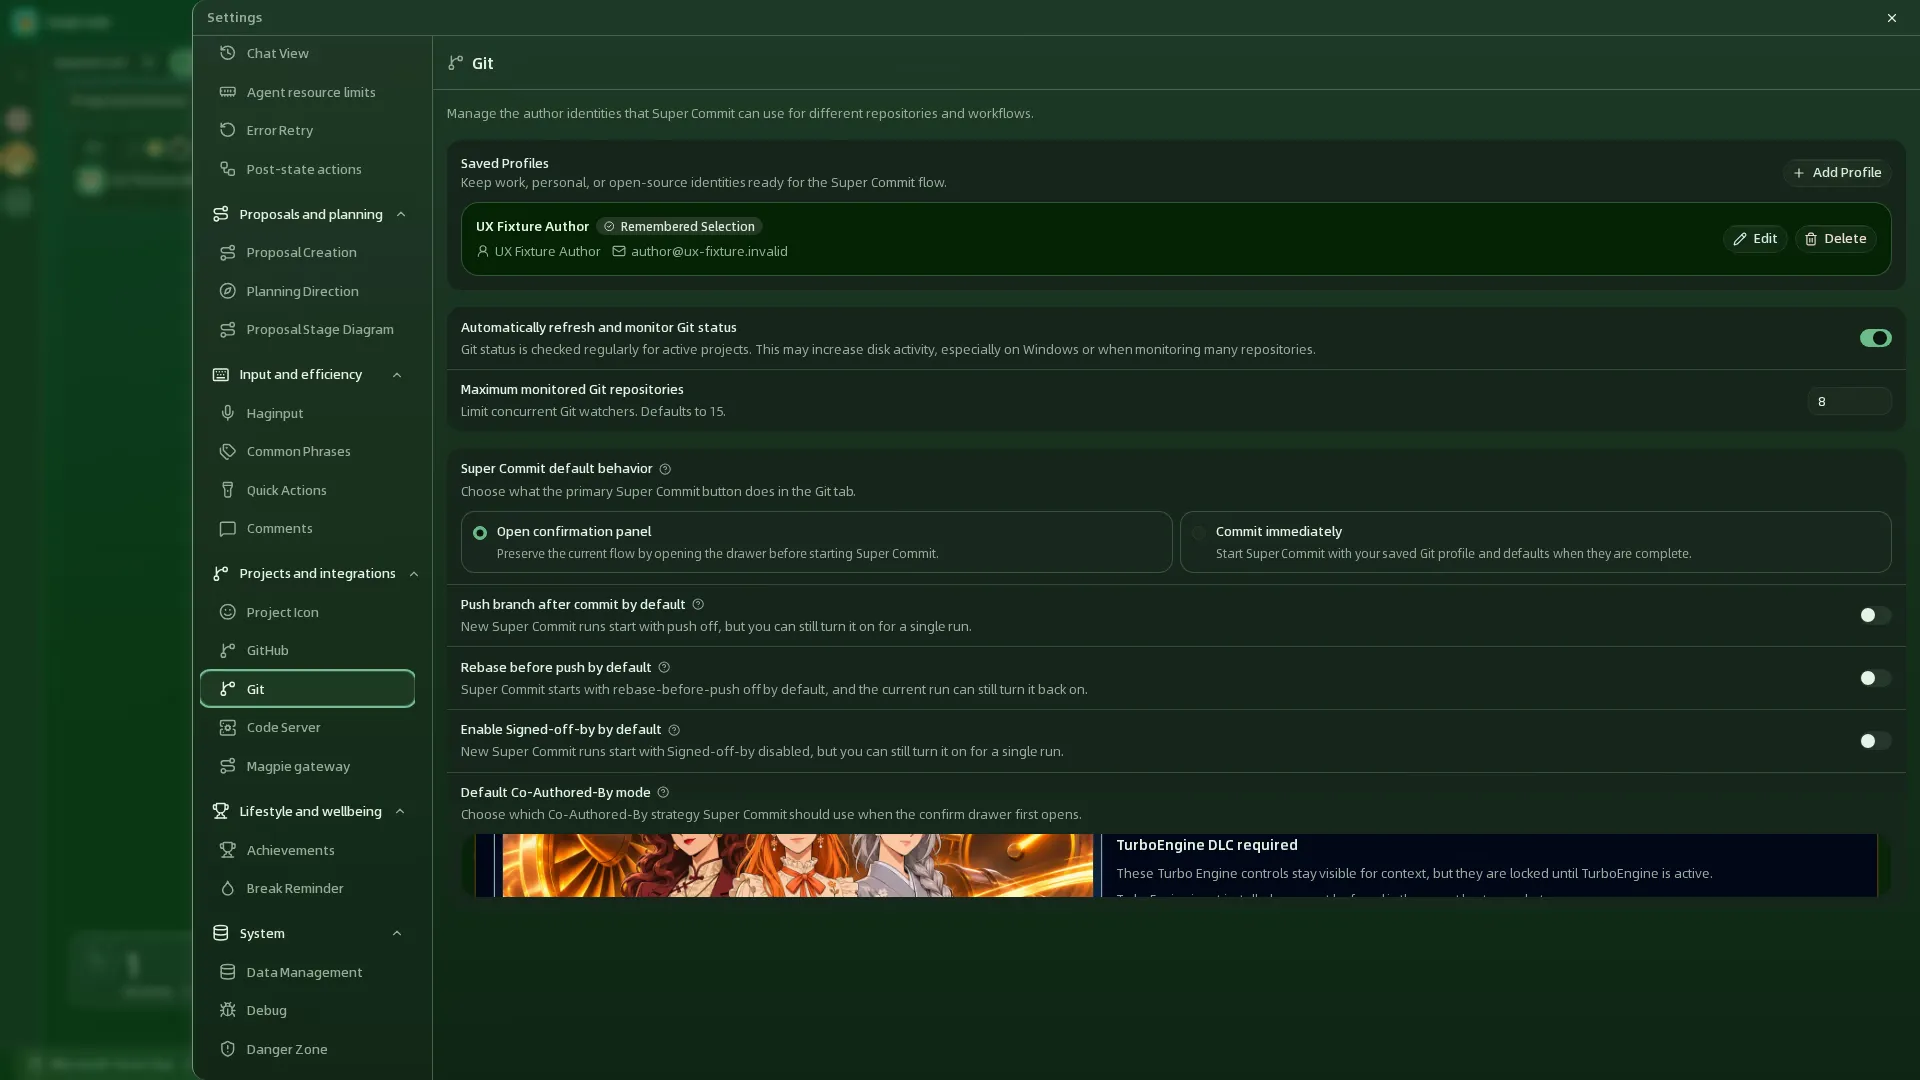 Settings
Chat View
Agent resource limits
Error Retry
Post-state actions
Proposals and planning
Proposal Creation
Planning Direction
Proposal Stage Diagram
Input and efficiency
Haginput
Common Phrases
Quick Actions
Comments
Projects and integrations
Project Icon
GitHub
Git
Code Server
Magpie gateway
Lifestyle and wellbeing
Achievements
Break Reminder
System
Data Management
Debug
Danger Zone
Git
Manage the author identities that Super Commit can use for different repositories and workflows.
Saved Profiles
Keep work, personal, or open-source identities ready for the Super Commit flow.
Add Profile
UX Fixture Author Remembered Selection
UX Fixture Author author@ux-fixture.invalid
Edit Delete
Automatically refresh and monitor Git status
Git status is checked regularly for active projects. This may increase disk activity, especially on Windows or when monitoring many repositories.
Maximum monitored Git repositories
Limit concurrent Git watchers. Defaults to 15.
8
Super Commit default behavior
Choose what the primary Super Commit button does in the Git tab.
Open confirmation panel
Preserve the current flow by opening the drawer before starting Super Commit.
Commit immediately
Start Super Commit with your saved Git profile and defaults when they are complete.
Push branch after commit by default
New Super Commit runs start with push off, but you can still turn it on for a single run.
Rebase before push by default
Super Commit starts with rebase-before-push off by default, and the current run can still turn it back on.
Enable Signed-off-by by default
New Super Commit runs start with Signed-off-by disabled, but you can still turn it on for a single run.
Default Co-Authored-By mode
Choose which Co-Authored-By strategy Super Commit should use when the confirm drawer first opens.
TurboEngine DLC required
These Turbo Engine controls stay visible for context, but they are locked until TurboEngine is active.